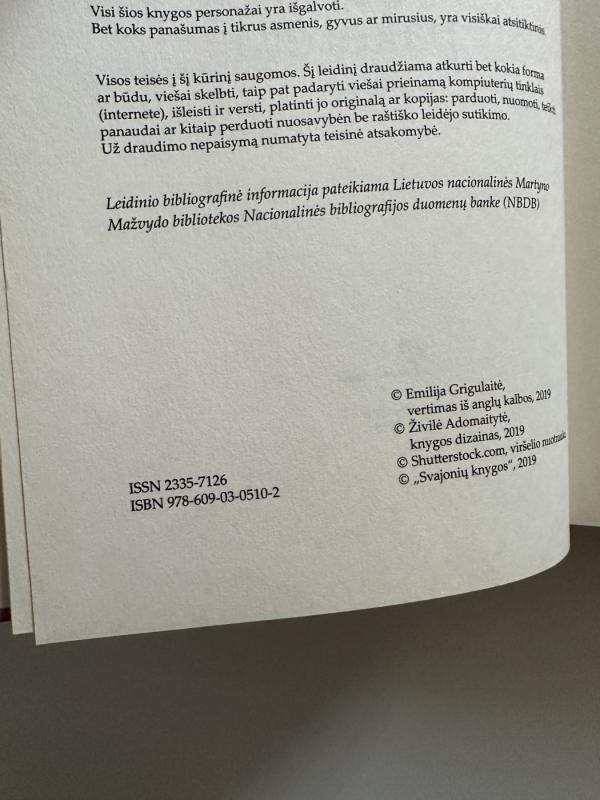 Visi šios knygos personažai yra išgalvoti.
Bet koks panašumas į tikrus asmenis, gyvus ar mirusius, yra visiškai atsitiktinis.
Visos teisės į šį kūrinį saugomos. Šį leidinį draudžiama atkurti bet kokia forma
ar būdu, viešai skelbti, taip pat padaryti viešai prieinamą kompiuterių tinklais
(internete), išleisti ir versti, platinti jo originalą ar kopijas: parduoti, nuomoti, teikti
panaudai ar kitaip perduoti nuosavybėn be raštiško leidėjo sutikimo.
Už draudimo nepaisymą numatyta teisinė atsakomybė.
Leidinio bibliografinė informacija pateikiama Lietuvos nacionalinės Martyno
Mažvydo bibliotekos Nacionalinės bibliografijos duomenų banke (NBDB)
© Emilija Grigulaitė,
vertimas iš anglų kalbos, 2019
© Živilė Adomaitytė,
knygos dizainas, 2019
© Shutterstock.com, viršelio nuotrauka
© „Svajonių knygos“, 2019
ISSN 2335-7126
ISBN 978-609-03-0510-2